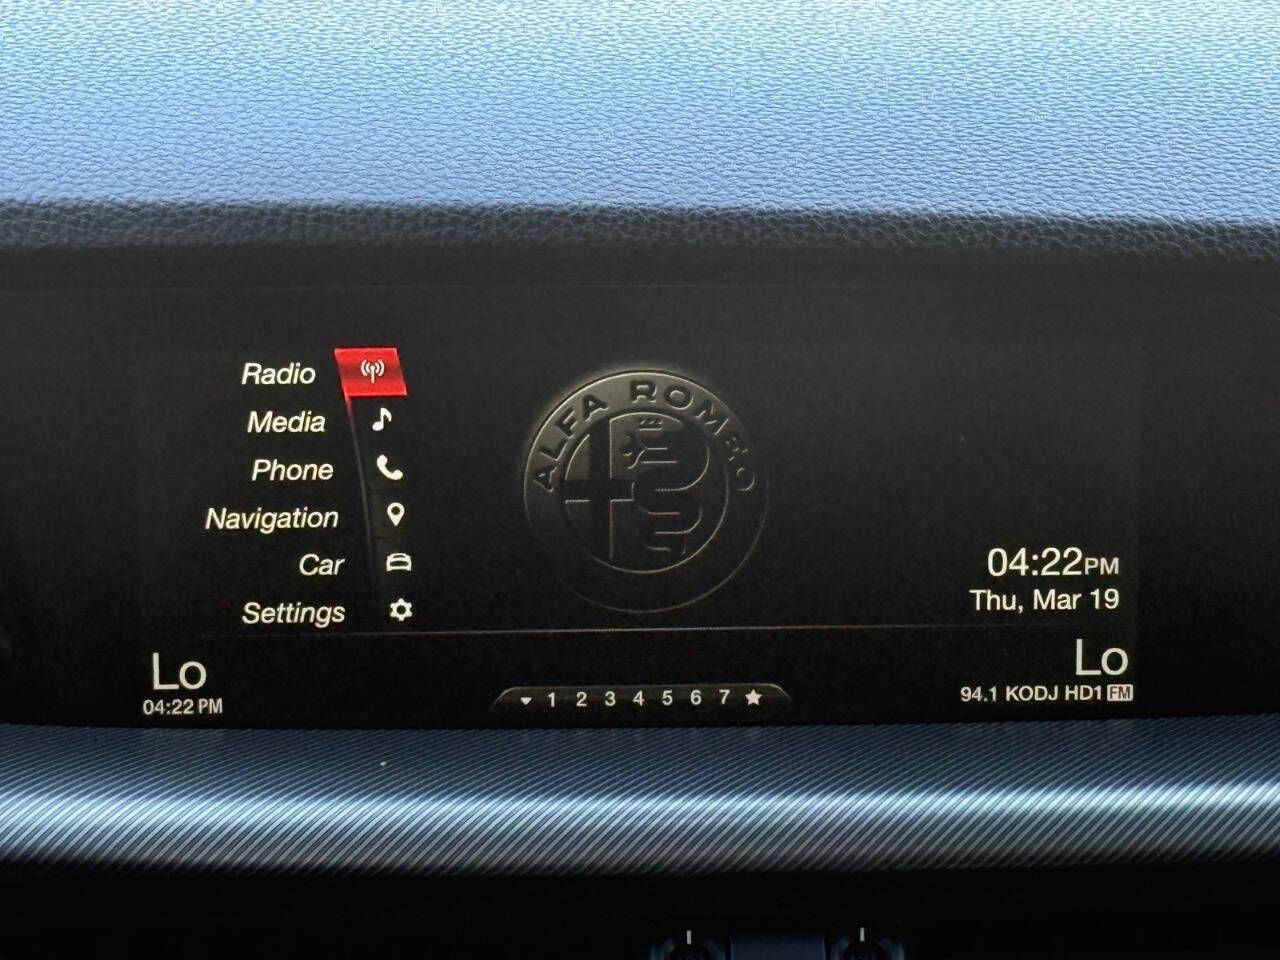 Radio
Media
Phone
Navigation
Car
Settings
ALFA ROMEO
04:22PM
Thu, Mar 19
Lo
04:22 PM
1 2 3 4 5 6 7
Lo
94.1 KODJ HD1 FM